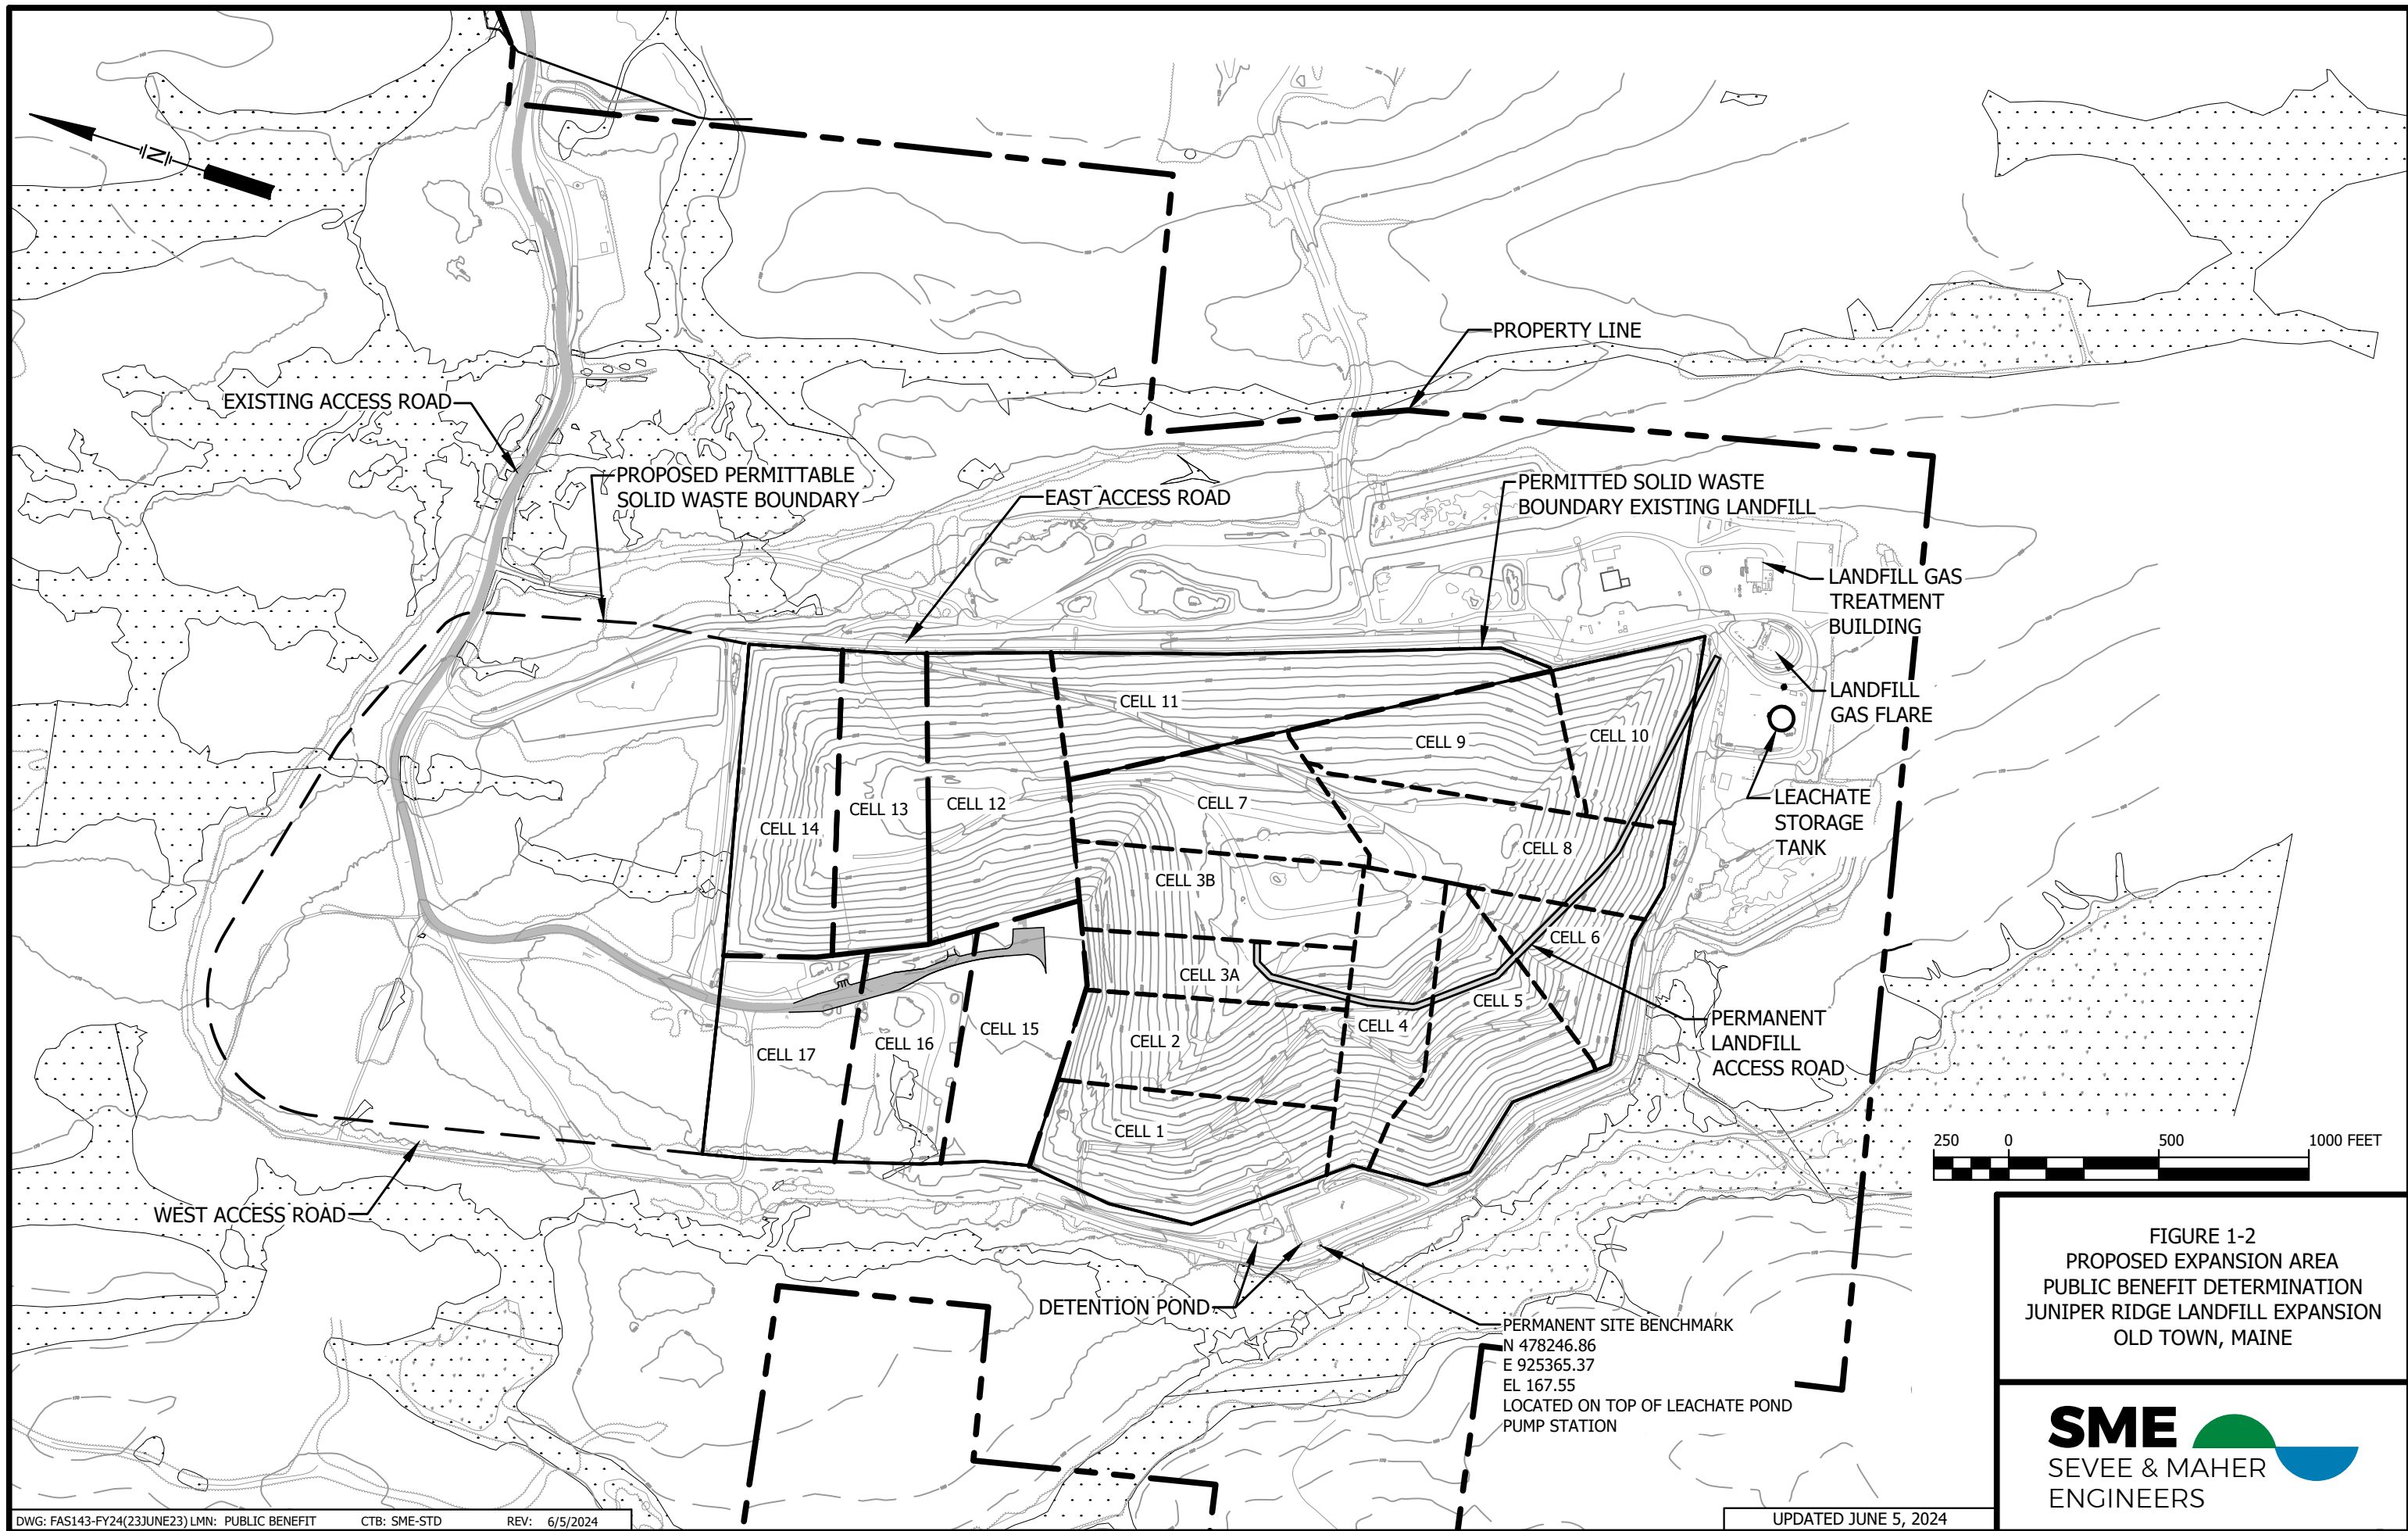 N
PROPERTY LINE
EXISTING ACCESS ROAD
PROPOSED PERMITTABLE
SOLID WASTE BOUNDARY
EAST ACCESS ROAD
PERMITTED SOLID WASTE
BOUNDARY EXISTING LANDFILL
LANDFILL GAS
TREATMENT
BUILDING
LANDFILL
GAS FLARE
LEACHATE
STORAGE
TANK
CELL 11
CELL 9
CELL 10
CELL 14
CELL 13
CELL 12
CELL 7
CELL 8
CELL 3B
CELL 6
CELL 3A
CELL 5
CELL 4
CELL 2
CELL 15
CELL 16
CELL 17
CELL 1
PERMANENT
LANDFILL
ACCESS ROAD
WEST ACCESS ROAD
DETENTION POND
PERMANENT SITE BENCHMARK
N 478246.86
E 925365.37
EL 167.55
LOCATED ON TOP OF LEACHATE POND
PUMP STATION
250 0 500 1000 FEET
FIGURE 1-2
PROPOSED EXPANSION AREA
PUBLIC BENEFIT DETERMINATION
JUNIPER RIDGE LANDFILL EXPANSION
OLD TOWN, MAINE
SME
SEVEE & MAHER
ENGINEERS
DWG: FAS143-FY24(23JUNE23) LMN: PUBLIC BENEFIT CTB: SME-STD REV: 6/5/2024
UPDATED JUNE 5, 2024